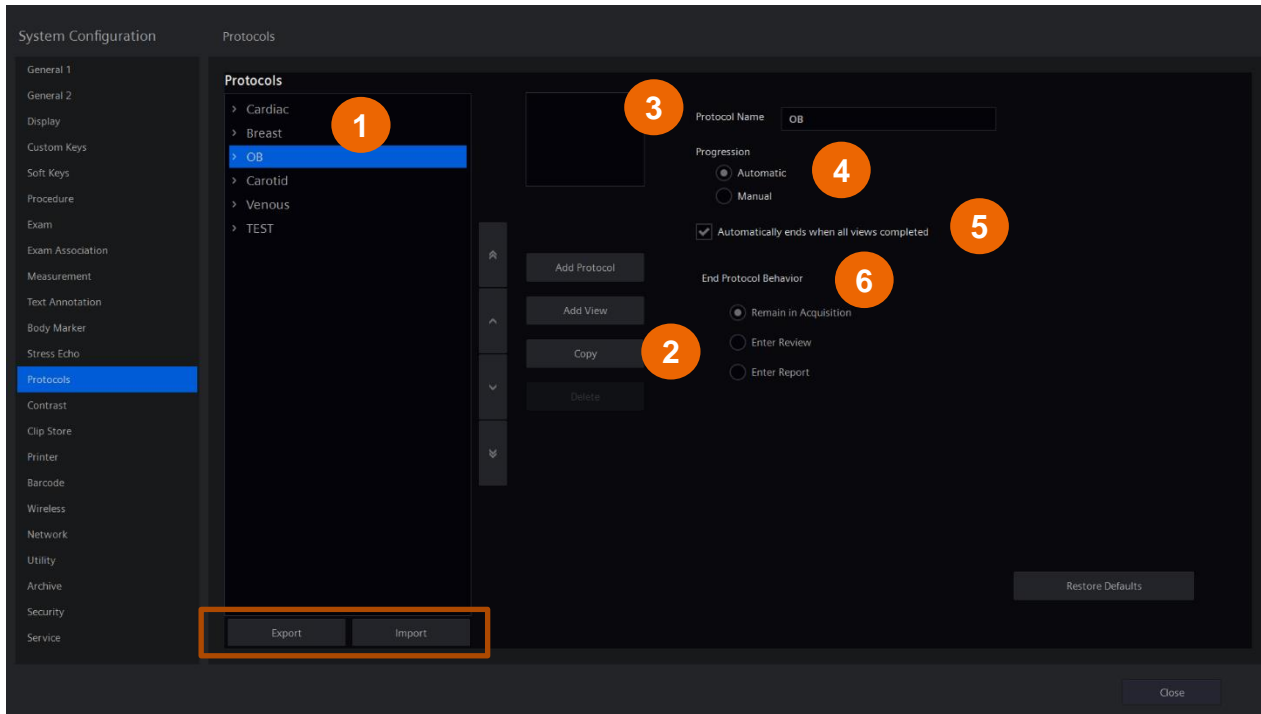 System Configuration
Protocols
General 1
General 2
Display
Custom Keys
Soft Keys
Procedure
Exam
Exam Association
Measurement
Text Annotation
Body Marker
Stress Echo
Protocols
Contrast
Clip Store
Printer
Barcode
Wireless
Network
Utility
Archive
Security
Service
Protocols
> Cardiac
> Breast
> OB
> Carotid
> Venous
> TEST
1
Export
Import
Add Protocol
Add View
Copy
2
Delete
3
Protocol Name
OB
Progression
Automatic
4
Manual
Automatically ends when all views completed
5
End Protocol Behavior
6
Remain in Acquisition
Enter Review
Enter Report
Restore Defaults
Close